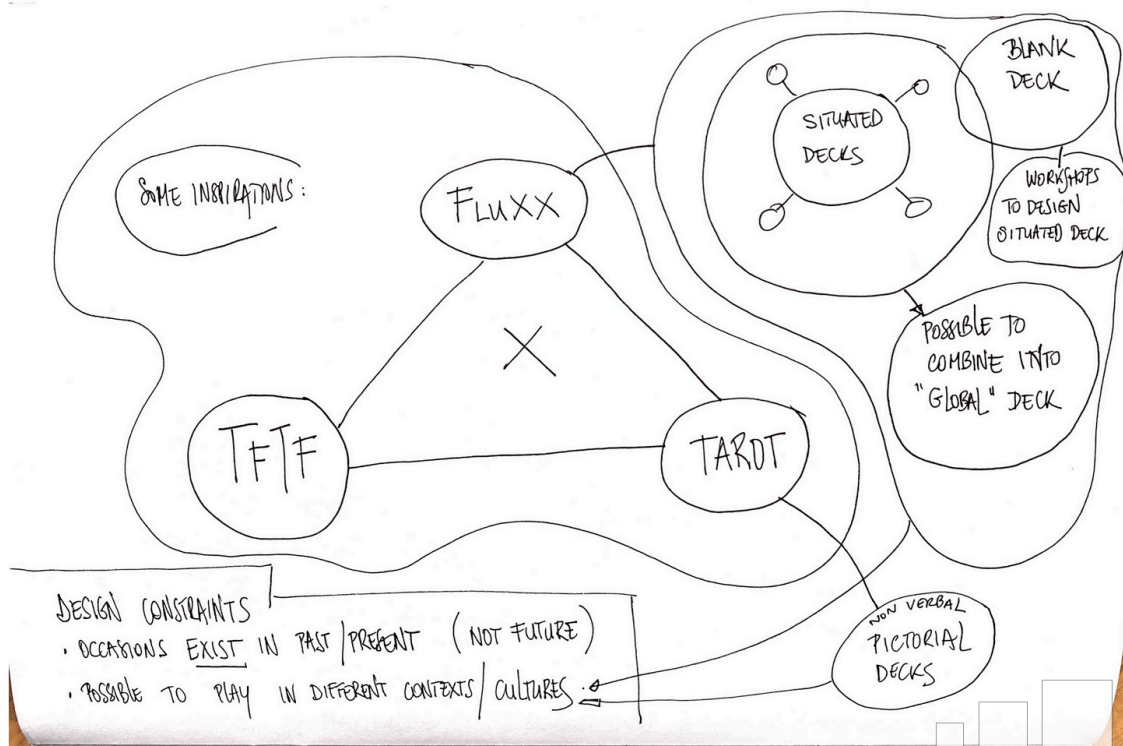 SOME INSPIRATIONS:
FLUXX
X
TFTF
TAROT
SITUATED
DECKS
BLANK
DECK
WORKSHOPS
TO DESIGN
SITUATED DECK
POSSIBLE TO
COMBINE INTO
"GLOBAL" DECK
NON VERBAL
PICTORIAL
DECKS
DESIGN CONSTRAINTS
· OCCASIONS EXIST IN PAST/PRESENT (NOT FUTURE)
· POSSIBLE TO PLAY IN DIFFERENT CONTEXTS/CULTURES.